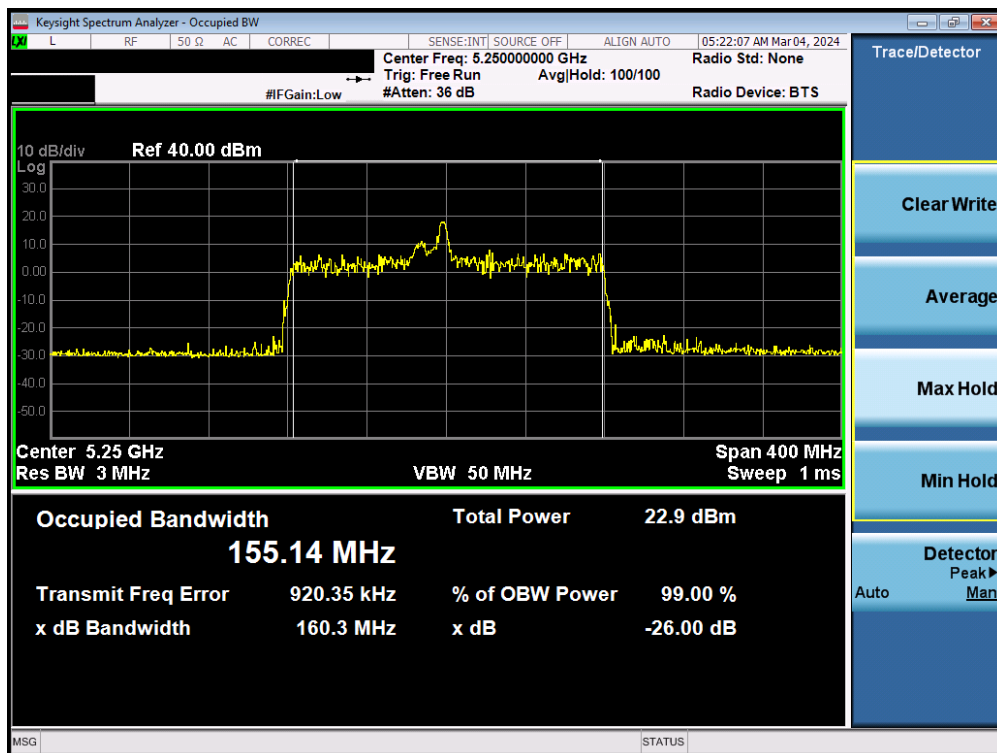 Keysight Spectrum Analyzer - Occupied BW
LXI L RF 50 Ω AC CORREC SENSE:INT SOURCE OFF ALIGN AUTO 05:22:07 AM Mar 04, 2024
Center Freq: 5.250000000 GHz Radio Std: None
Trig: Free Run Avg|Hold: 100/100
#IFGain:Low #Atten: 36 dB Radio Device: BTS
Trace/Detector
10 dB/div Ref 40.00 dBm
Log
30.0
20.0
10.0
0.00
-10.0
-20.0
-30.0
-40.0
-50.0
Center 5.25 GHz Span 400 MHz
Res BW 3 MHz VBW 50 MHz Sweep 1 ms
Occupied Bandwidth Total Power 22.9 dBm
155.14 MHz
Transmit Freq Error 920.35 kHz % of OBW Power 99.00 %
x dB Bandwidth 160.3 MHz x dB -26.00 dB
Clear Write
Average
Max Hold
Min Hold
Detector
Peak▶
Auto Man
MSG STATUS